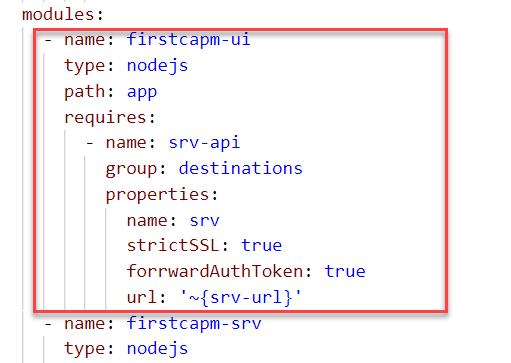 modules:
- name: firstcapm-ui
type: nodejs
path: app
requires:
- name: srv-api
group: destinations
properties:
name: srv
strictSSL: true
forrwardAuthToken: true
url: '~{srv-url}'
- name: firstcapm-srv
type: nodejs